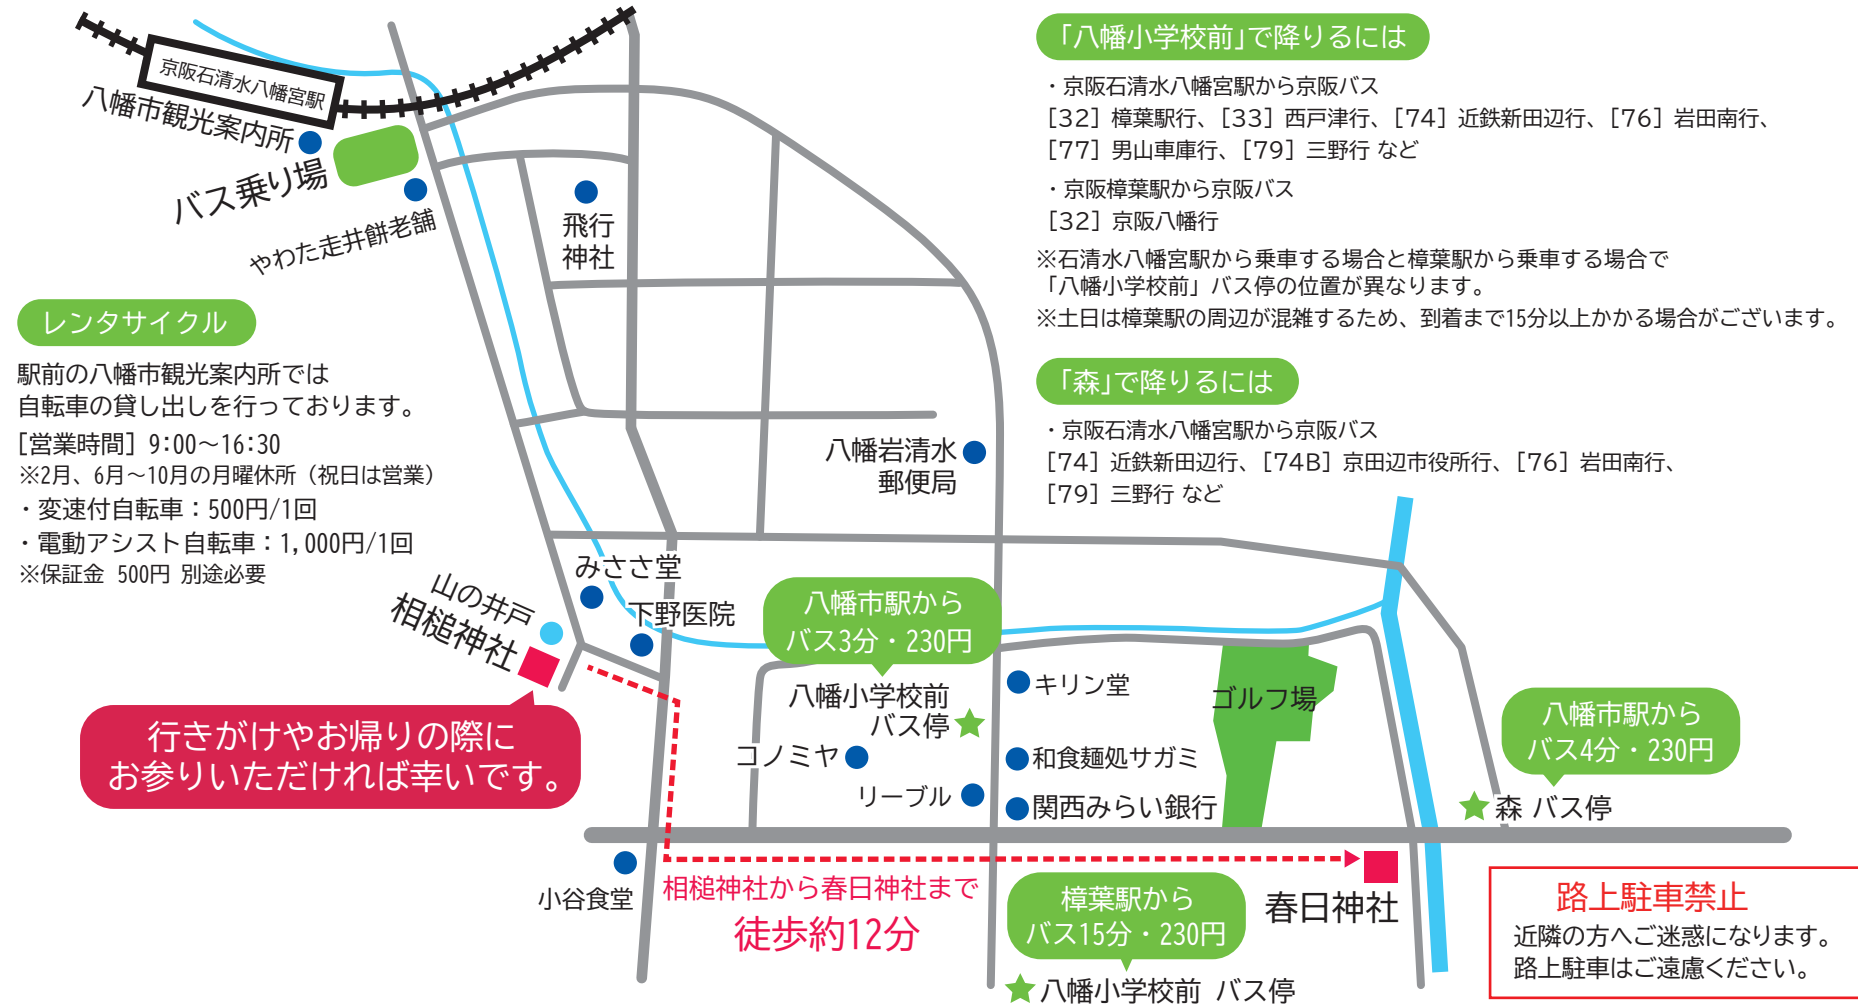 京阪石清水八幡宮駅
八幡市観光案内所
バス乗り場
やわた走井餅老舗
飛行
神社
レンタサイクル
駅前の八幡市観光案内所では
自転車の貸し出しを行っております。
[営業時間] 9:00〜16:30
※2月、6月〜10月の月曜休所（祝日は営業）
・変速付自転車：500円/1回
・電動アシスト自転車：1,000円/1回
※保証金 500円 別途必要
「八幡小学校前」で降りるには
・京阪石清水八幡宮駅から京阪バス
[32] 樟葉駅行、[33] 西戸津行、[74] 近鉄新田辺行、[76] 岩田南行、
[77] 男山車庫行、[79] 三野行 など
・京阪樟葉駅から京阪バス
[32] 京阪八幡行
※石清水八幡宮駅から乗車する場合と樟葉駅から乗車する場合で
「八幡小学校前」バス停の位置が異なります。
※土日は樟葉駅の周辺が混雑するため、到着まで15分以上かかる場合がございます。
「森」で降りるには
・京阪石清水八幡宮駅から京阪バス
[74] 近鉄新田辺行、[74B] 京田辺市役所行、[76] 岩田南行、
[79] 三野行 など
八幡岩清水
郵便局
みささ堂
下野医院
山の井戸
相槌神社
行きがけやお帰りの際に
お参りいただければ幸いです。
八幡市駅から
バス3分・230円
八幡小学校前
バス停
コノミヤ
リーブル
キリン堂
和食麺処サガミ
関西みらい銀行
ゴルフ場
八幡市駅から
バス4分・230円
森 バス停
小谷食堂
相槌神社から春日神社まで
徒歩約12分
樟葉駅から
バス15分・230円
八幡小学校前 バス停
春日神社
路上駐車禁止
近隣の方へご迷惑になります。
路上駐車はご遠慮ください。